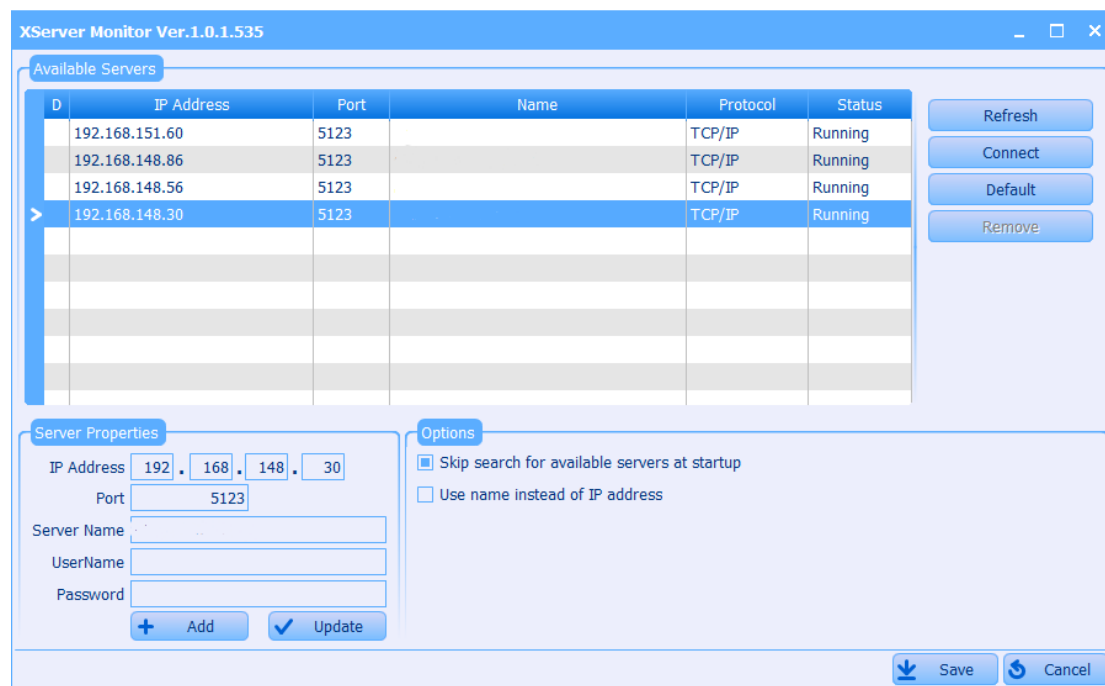 XServer Monitor Ver.1.0.1.535
Available Servers
D IP Address Port Name Protocol Status
192.168.151.60 5123 TCP/IP Running
192.168.148.86 5123 TCP/IP Running
192.168.148.56 5123 TCP/IP Running
192.168.148.30 5123 TCP/IP Running
Refresh
Connect
Default
Remove
Server Properties
IP Address 192 . 168 . 148 . 30
Port 5123
Server Name
UserName
Password
Add Update
Options
Skip search for available servers at startup
Use name instead of IP address
Save Cancel